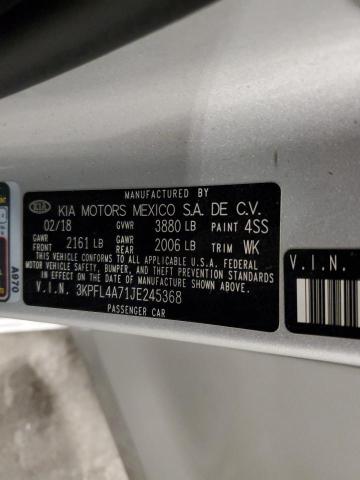 MANUFACTURED BY
KIA KIA MOTORS MEXICO S.A. DE C.V.
02/18 GVWR 3880 LB PAINT 4SS
GAWR FRONT 2161 LB GAWR REAR 2006 LB TRIM WK
THIS VEHICLE CONFORMS TO ALL APPLICABLE U.S.A. FEDERAL
MOTOR VEHICLE SAFETY, BUMPER, AND THEFT PREVENTION STANDARDS
IN EFFECT ON THE DATE OF MANUFACTURE SHOWN ABOVE.
V.I.N. 3KPFL4A71JE245368
PASSENGER CAR
A970
V.I.N.